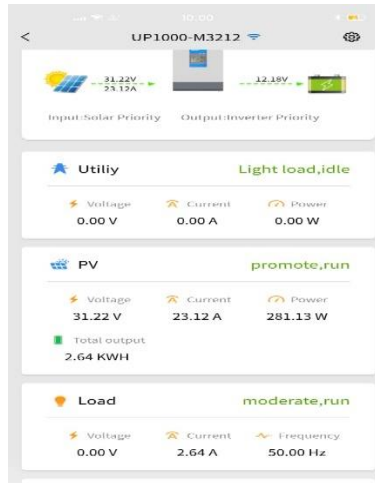 10:00
< UP1000-M3212
31.22V 12.18V
23.12A
Input:Solar Priority Output:Inverter Priority
Utiliy Light load,idle
Voltage Current Power
0.00 V 0.00 A 0.00 W
PV promote,run
Voltage Current Power
31.22 V 23.12 A 281.13 W
Total output
2.64 KWH
Load moderate,run
Voltage Current Frequency
0.00 V 2.64 A 50.00 Hz